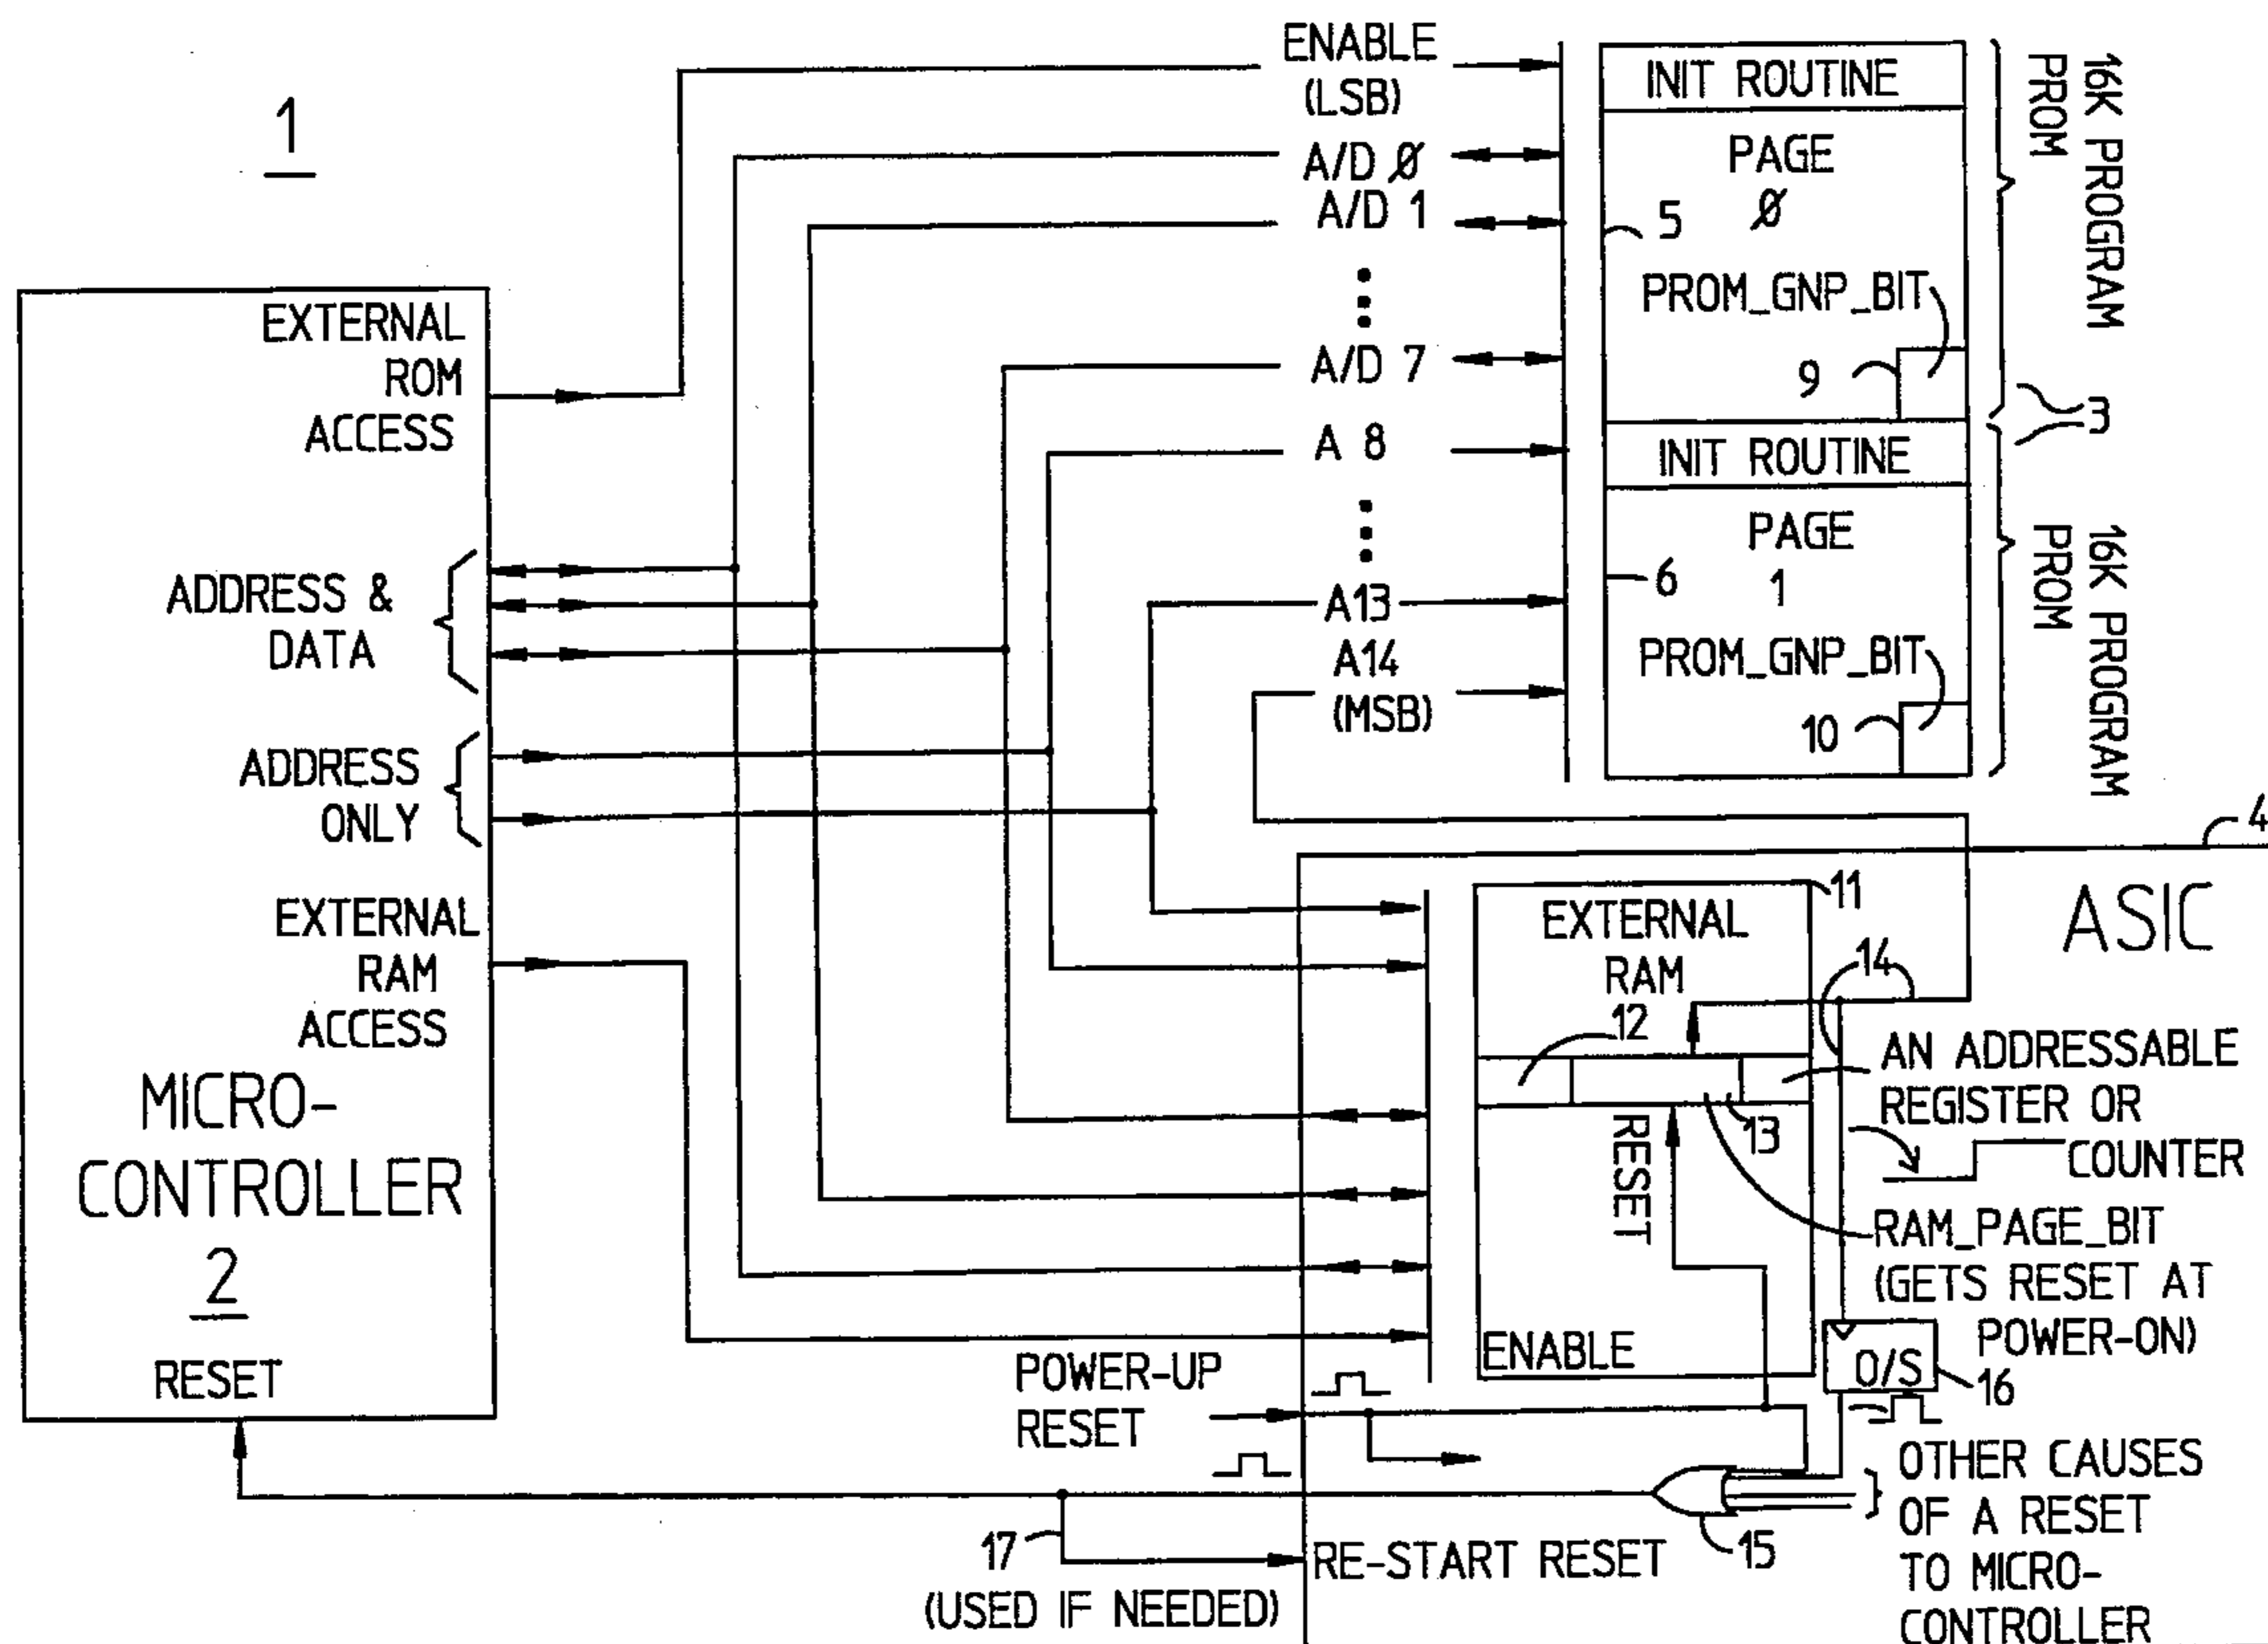 1
ENABLE
(LSB)
A/D Ø
A/D 1
A/D 7
A 8
A13
A14
(MSB)
INIT ROUTINE
PAGE
Ø
5
PROM_GNP_BIT
9
INIT ROUTINE
PAGE
1
6
PROM_GNP_BIT
10
16K PROGRAM
PROM
3
16K PROGRAM
PROM
EXTERNAL
ROM
ACCESS
ADDRESS &
DATA
ADDRESS
ONLY
EXTERNAL
RAM
ACCESS
MICRO-
CONTROLLER
2
RESET
4
ASIC
11
EXTERNAL
RAM
12
14
13
RESET
ENABLE
AN ADDRESSABLE
REGISTER OR
COUNTER
RAM_PAGE_BIT
(GETS RESET AT
POWER-ON)
O/S
16
POWER-UP
RESET
15
OTHER CAUSES
OF A RESET
TO MICRO-
CONTROLLER
17
(USED IF NEEDED)
RE-START RESET